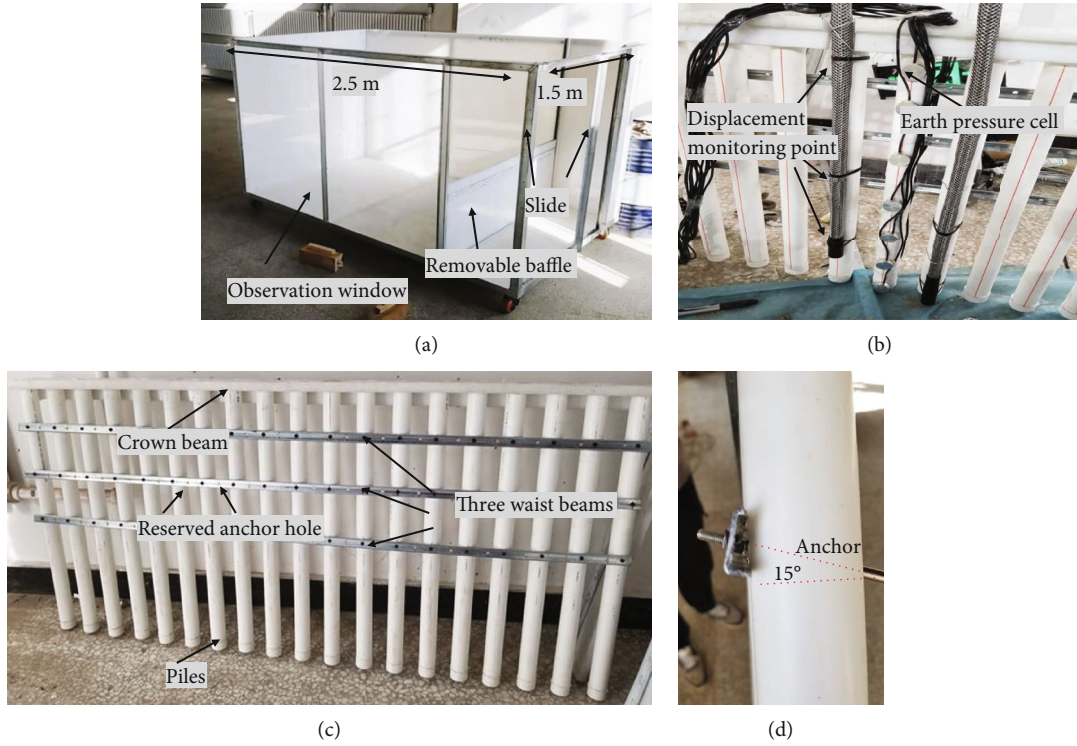 2.5 m
1.5 m
Slide
Removable baffle
Observation window
(a)
Displacement
monitoring point
Earth pressure cell
(b)
Crown beam
Three waist beams
Reserved anchor hole
Piles
(c)
Anchor
15°
(d)